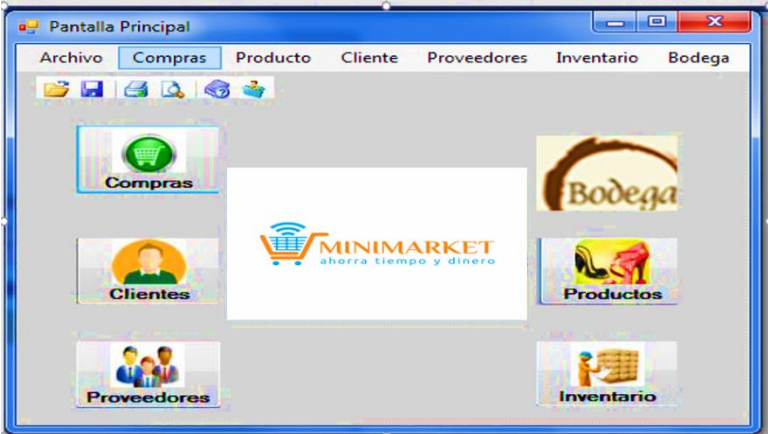 Pantalla Principal
Archivo Compras Producto Cliente Proveedores Inventario Bodega
Compras
Bodega
MINIMARKET
ahorra tiempo y dinero
Clientes
Productos
Proveedores
Inventario